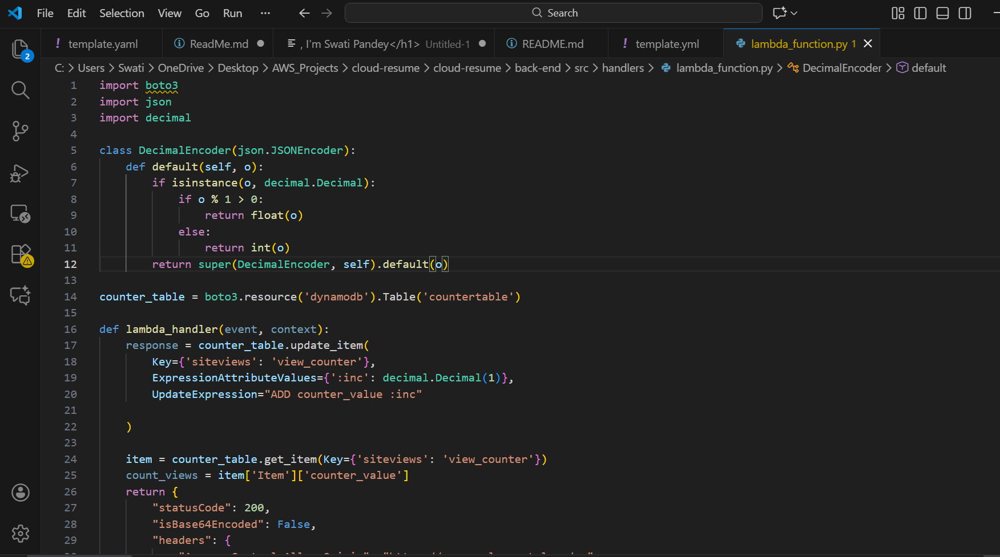 File Edit Selection View Go Run ··· Search
! template.yaml ReadMe.md , I'm Swati Pandey</h1> Untitled-1 README.md ! template.yml lambda_function.py 1
C: > Users > Swati > OneDrive > Desktop > AWS_Projects > cloud-resume > cloud-resume > back-end > src > handlers > lambda_function.py > DecimalEncoder > default
2
1 import boto3
2 import json
3 import decimal
4
5 class DecimalEncoder(json.JSONEncoder):
6     def default(self, o):
7         if isinstance(o, decimal.Decimal):
8             if o % 1 > 0:
9                 return float(o)
10             else:
11                 return int(o)
12         return super(DecimalEncoder, self).default(o)
13
14 counter_table = boto3.resource('dynamodb').Table('countertable')
15
16 def lambda_handler(event, context):
17     response = counter_table.update_item(
18         Key={'siteviews': 'view_counter'},
19         ExpressionAttributeValues={':inc': decimal.Decimal(1)},
20         UpdateExpression="ADD counter_value :inc"
21
22     )
23
24     item = counter_table.get_item(Key={'siteviews': 'view_counter'})
25     count_views = item['Item']['counter_value']
26     return {
27         "statusCode": 200,
28         "isBase64Encoded": False,
29         "headers": {